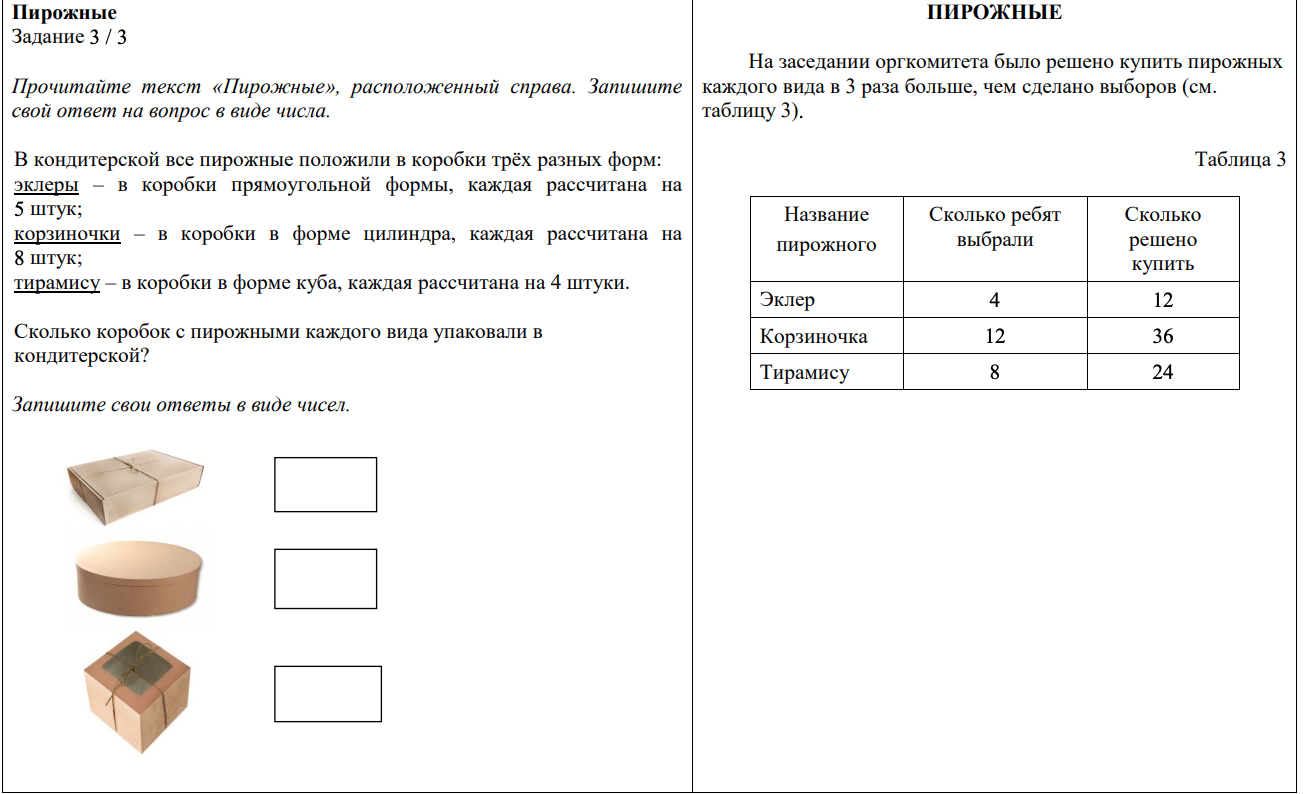 Пирожные
Задание 3 / 3
Прочитайте текст «Пирожные», расположенный справа. Запишите
свой ответ на вопрос в виде числа.
В кондитерской все пирожные положили в коробки трёх разных форм:
эклеры – в коробки прямоугольной формы, каждая рассчитана на
5 штук;
корзиночки – в коробки в форме цилиндра, каждая рассчитана на
8 штук;
тирамису – в коробки в форме куба, каждая рассчитана на 4 штуки.
Сколько коробок с пирожными каждого вида упаковали в
кондитерской?
Запишите свои ответы в виде чисел.
ПИРОЖНЫЕ
На заседании оргкомитета было решено купить пирожных
каждого вида в 3 раза больше, чем сделано выборов (см.
таблицу 3).
Таблица 3
Название
пирожного
Сколько ребят
выбрали
Сколько
решено
купить
Эклер 4 12
Корзиночка 12 36
Тирамису 8 24